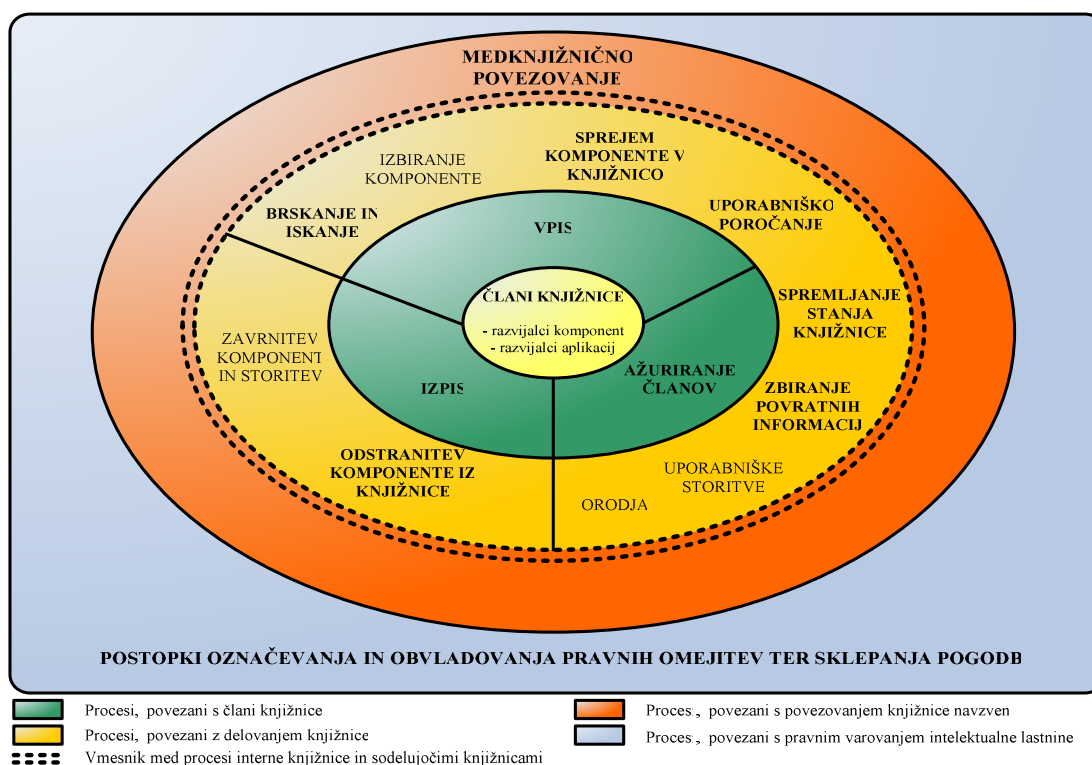 MEDKNJIŽNIČNO
POVEZOVANJE
SPREJEM
KOMPONENTE V
KNJIŽNICO
IZBIRANJE
KOMPONENTE
BRSKANJE IN
ISKANJE
UPORABNIŠKO
POROČANJE
VPIS
ČLANI KNJIŽNICE
- razvijalci komponent
- razvijalci aplikacij
SPREMLJANJE
STANJA
KNJIŽNICE
ZAVRNITEV
KOMPONENT
IN STORITEV
IZPIS
AŽURIRANJE
ČLANOV
ZBIRANJE
POVRATNIH
INFORMACIJ
ODSTRANITEV
KOMPONENTE IZ
KNJIŽNICE
UPORABNIŠKE
STORITVE
ORODJA
POSTOPKI OZNAČEVANJA IN OBVLADOVANJA PRAVNIH OMEJITEV TER SKLEPANJA POGODB
Procesi, povezani s člani knjižnice
Procesi, povezani z delovanjem knjižnice
Vmesnik med procesi interne knjižnice in sodelujočimi knjižnicami
Procesi, povezani s povezovanjem knjižnice navzven
Procesi, povezani s pravnim varovanjem intelektualne lastnine